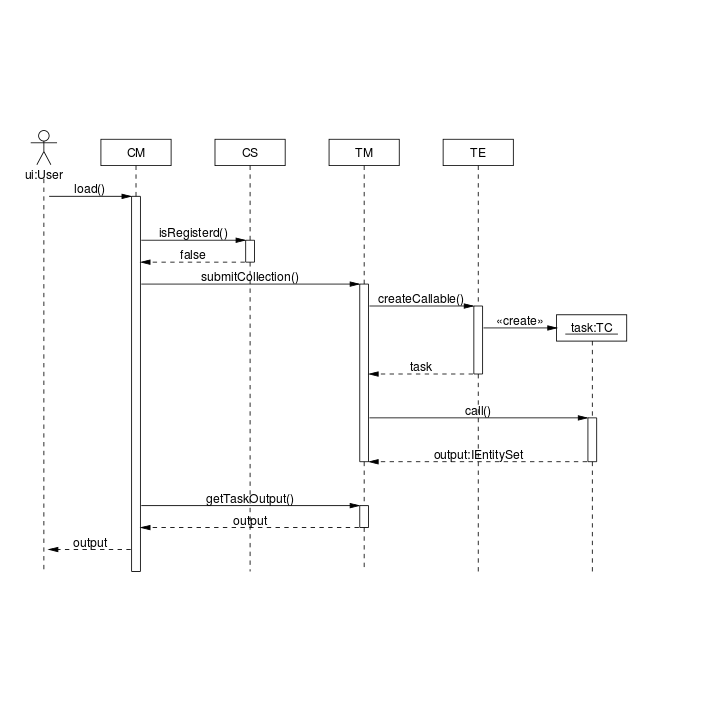 CM
CS
TM
TE
ui:User
load()
isRegisterd()
false
submitCollection()
createCallable()
«create»
task:TC
task
call()
output:IEntitySet
getTaskOutput()
output
output